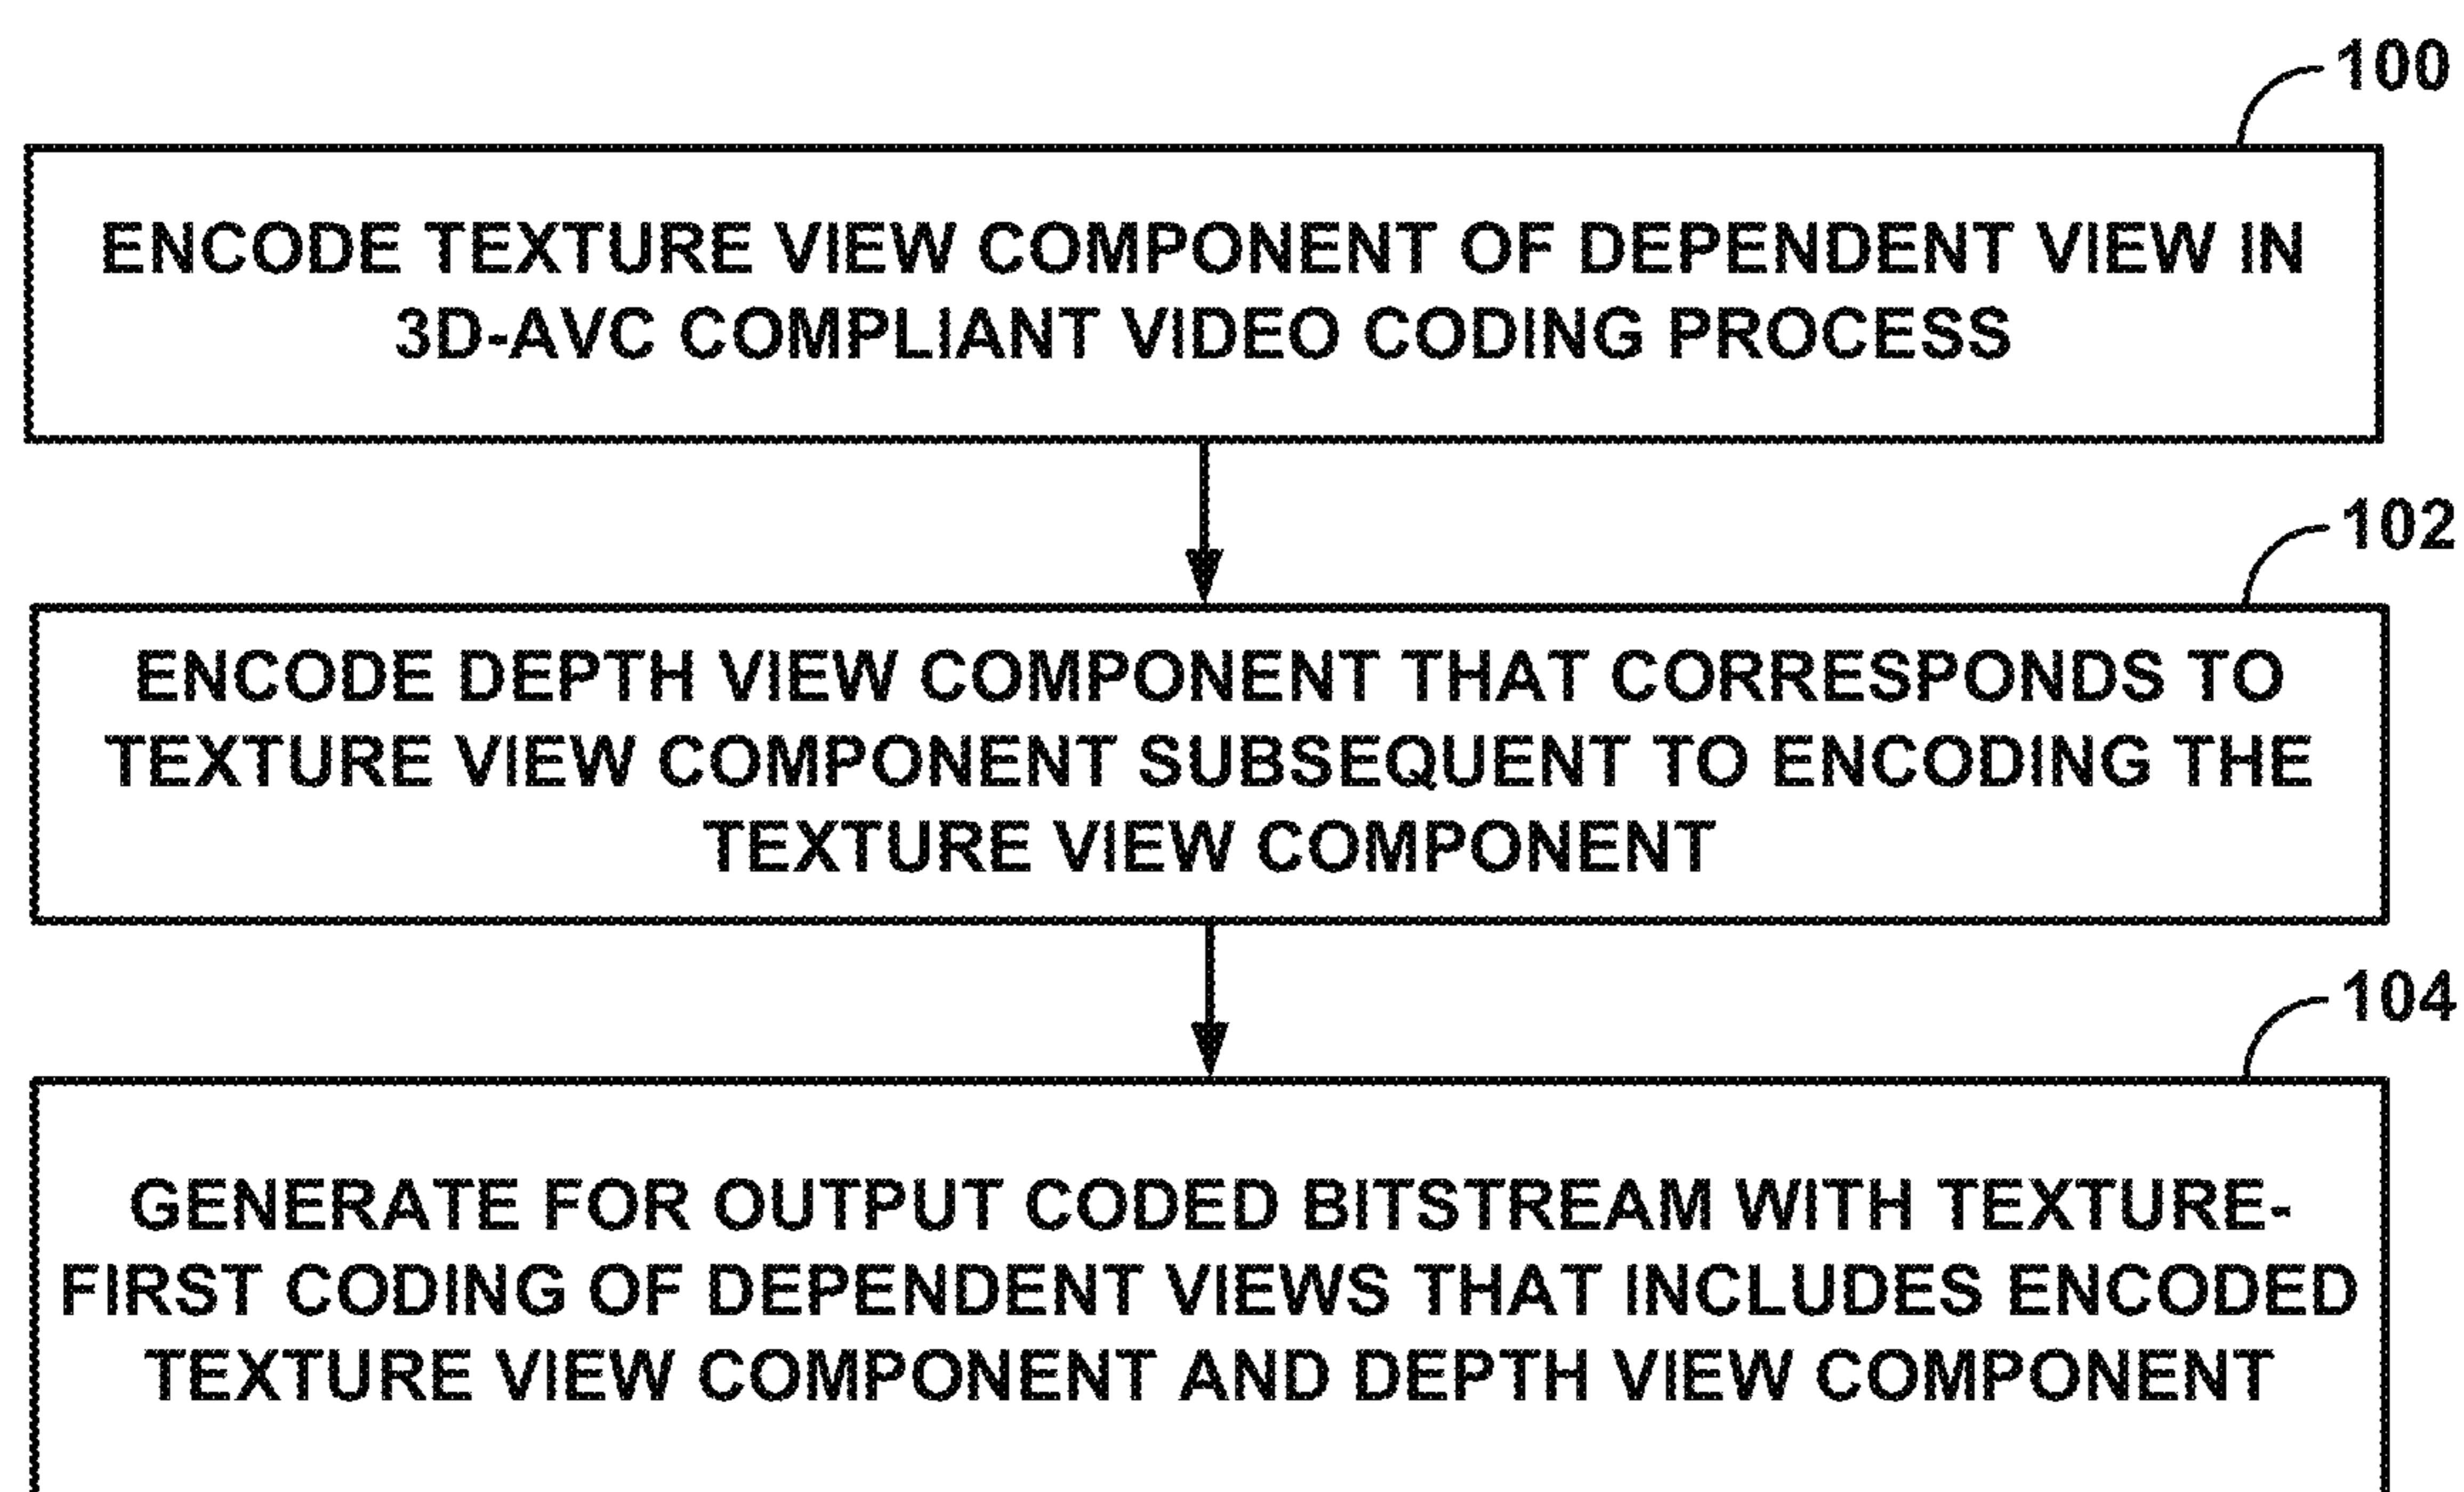 100
ENCODE TEXTURE VIEW COMPONENT OF DEPENDENT VIEW IN
3D-AVC COMPLIANT VIDEO CODING PROCESS
102
ENCODE DEPTH VIEW COMPONENT THAT CORRESPONDS TO
TEXTURE VIEW COMPONENT SUBSEQUENT TO ENCODING THE
TEXTURE VIEW COMPONENT
104
GENERATE FOR OUTPUT CODED BITSTREAM WITH TEXTURE-
FIRST CODING OF DEPENDENT VIEWS THAT INCLUDES ENCODED
TEXTURE VIEW COMPONENT AND DEPTH VIEW COMPONENT